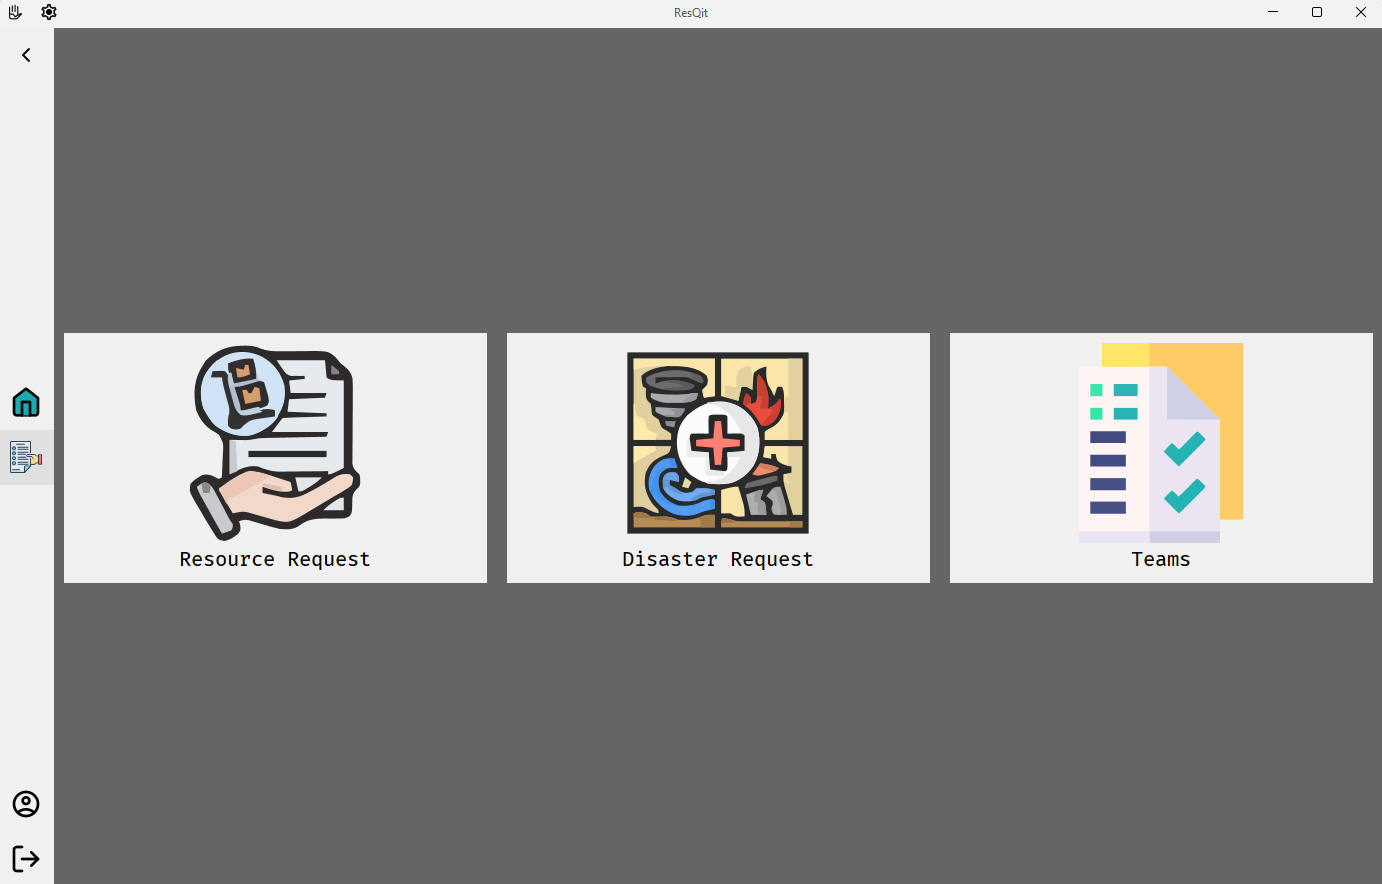 ResQit
Resource Request
Disaster Request
Teams